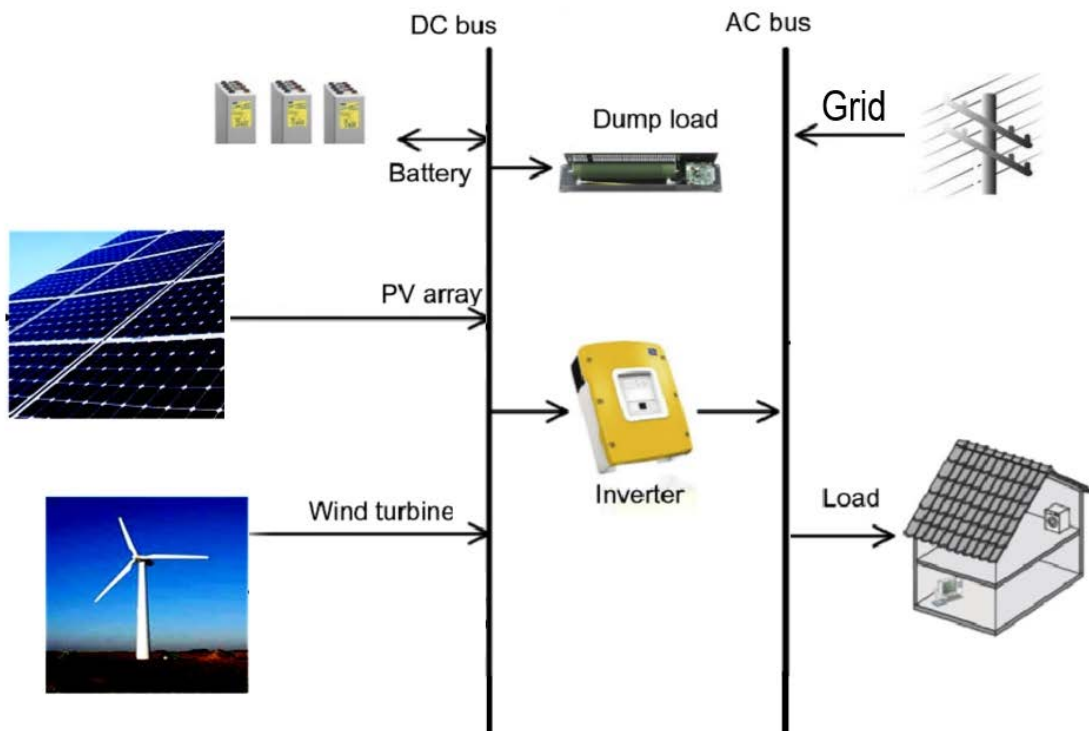 DC bus
AC bus
Dump load
Grid
Battery
PV array
Inverter
Wind turbine
Load